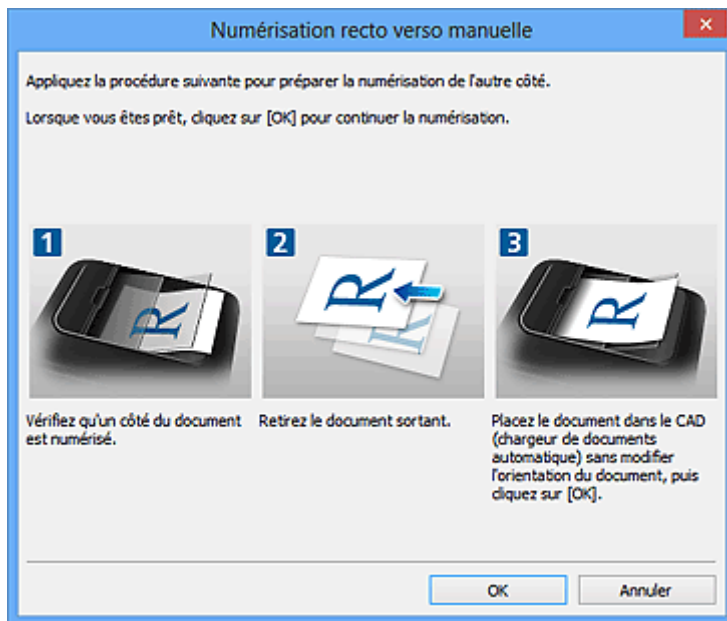 Numérisation recto verso manuelle
Appliquez la procédure suivante pour préparer la numérisation de l'autre côté.
Lorsque vous êtes prêt, cliquez sur [OK] pour continuer la numérisation.
1
R
Vérifiez qu'un côté du document
est numérisé.
2
R
R
Retirez le document sortant.
3
R
Placez le document dans le CAD
(chargeur de documents
automatique) sans modifier
l'orientation du document, puis
cliquez sur [OK].
OK
Annuler